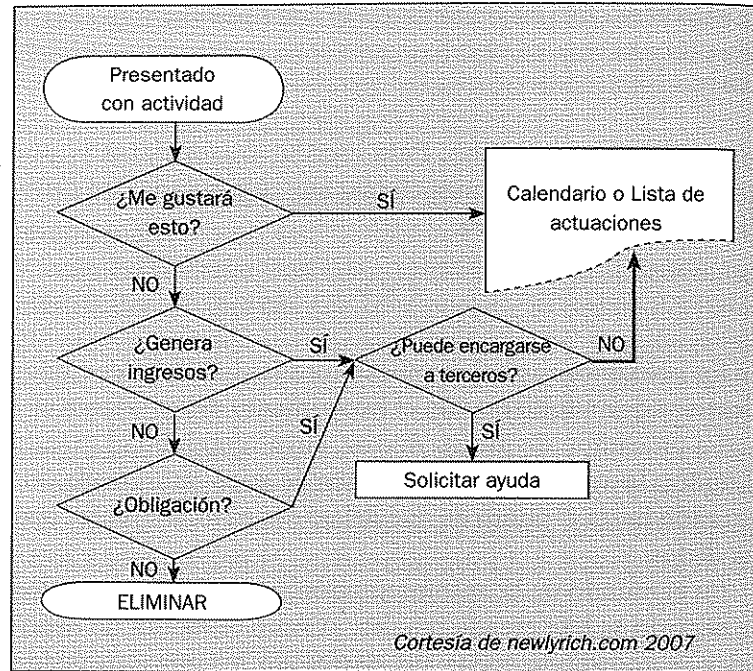 Presentado
con actividad
¿Me gustará
esto?
SÍ
Calendario o Lista de
actuaciones
NO
¿Genera
ingresos?
SÍ
¿Puede encargarse
a terceros?
NO
NO
SÍ
SÍ
¿Obligación?
Solicitar ayuda
NO
ELIMINAR
Cortesía de newlyrich.com 2007